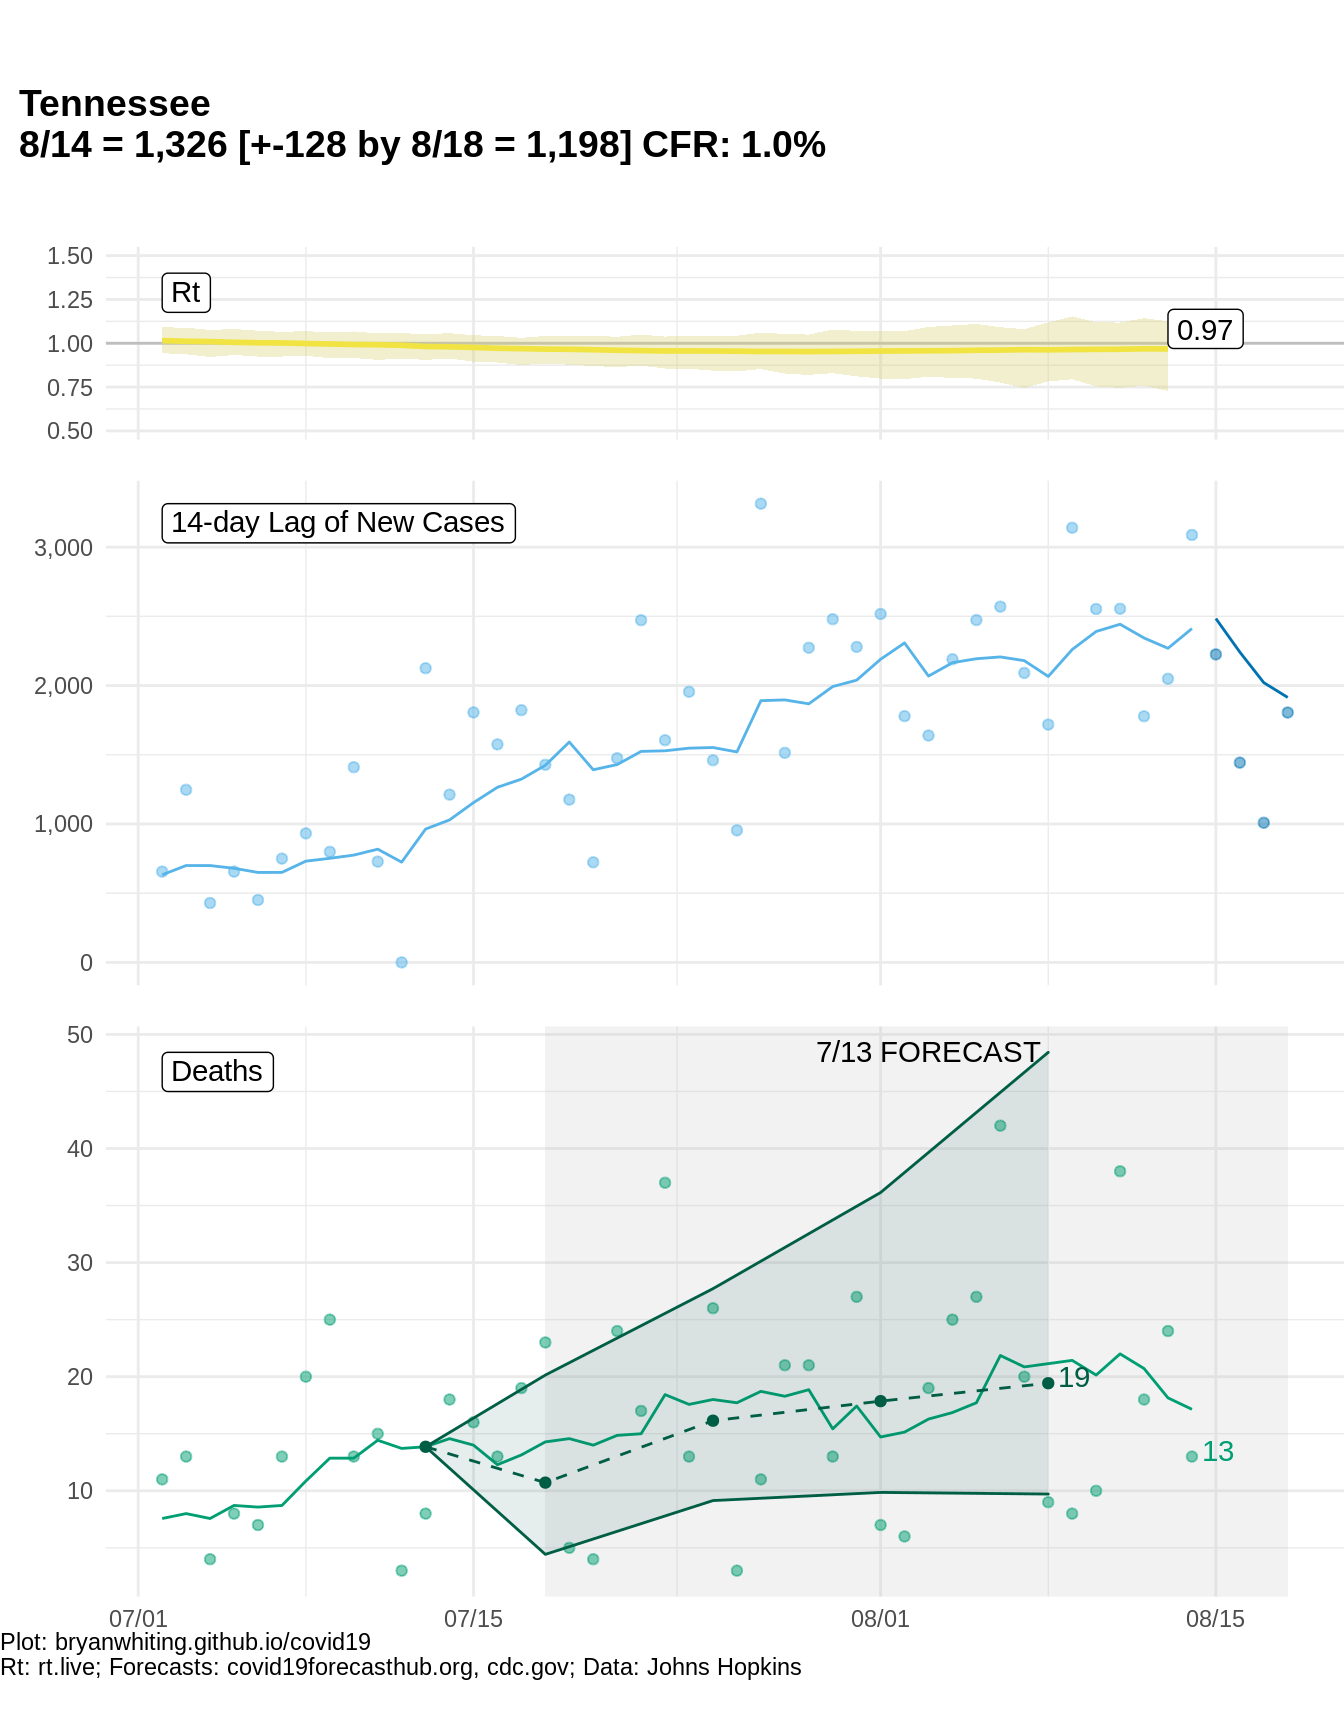 Tennessee
8/14 = 1,326 [+-128 by 8/18 = 1,198] CFR: 1.0%
1.50
1.25
1.00
0.75
0.50
Rt
0.97
14-day Lag of New Cases
3,000
2,000
1,000
0
50
40
30
20
10
Deaths
7/13 FORECAST
19
13
07/01
07/15
08/01
08/15
Plot: bryanwhiting.github.io/covid19
Rt: rt.live; Forecasts: covid19forecasthub.org, cdc.gov; Data: Johns Hopkins